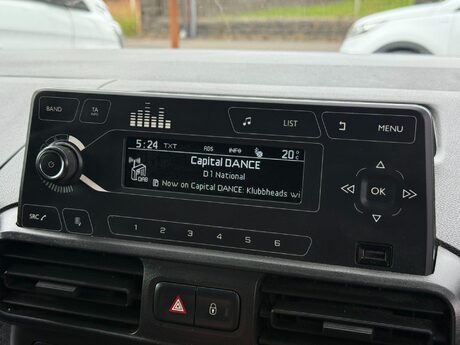 BAND
TA
INFO
LIST
MENU
5:24 TXT RDS INFO 20°
Capital DANCE
D1 National
DAB
Now on Capital DANCE: Klubbheads wi
OK
SRC
1 2 3 4 5 6